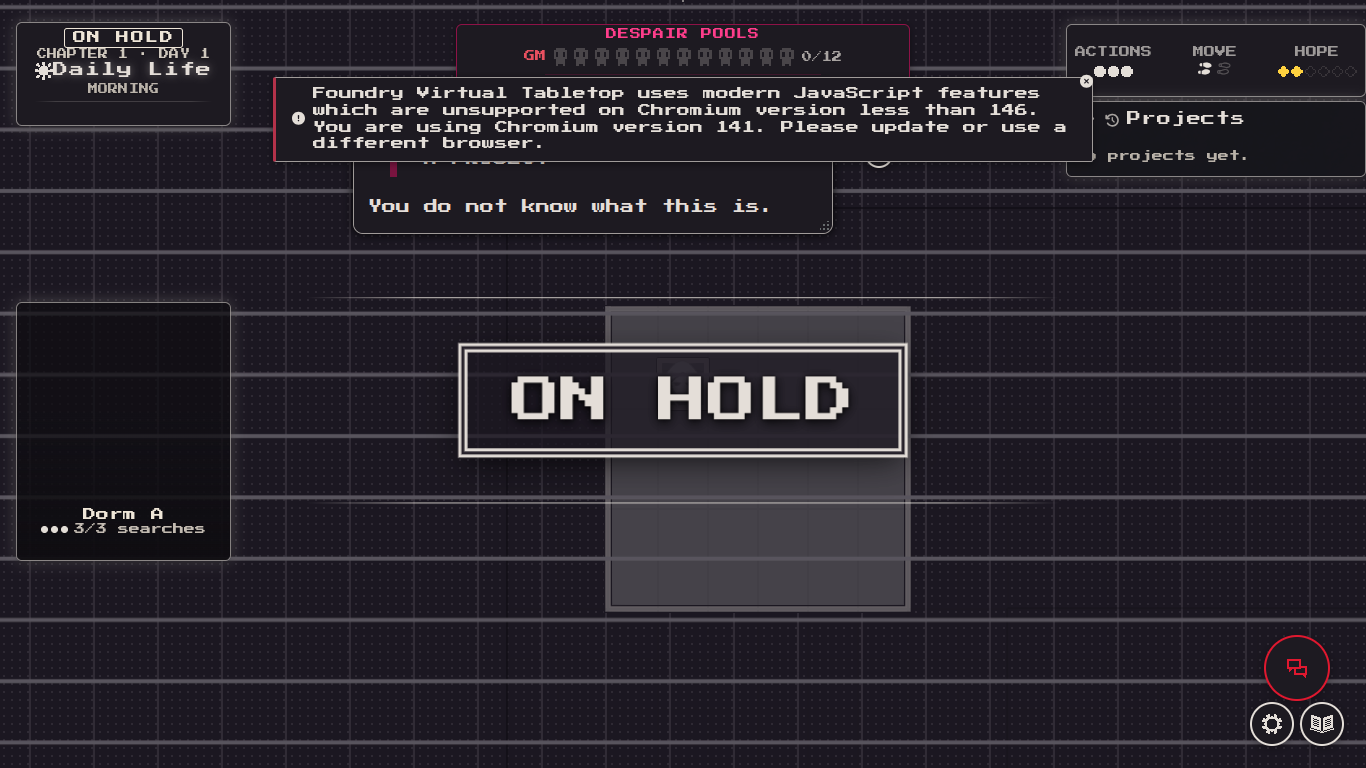 ON HOLD
CHAPTER 1 · DAY 1
Daily Life
MORNING
DESPAIR POOLS
GM 0/12
ACTIONS MOVE HOPE
Foundry Virtual Tabletop uses modern JavaScript features
which are unsupported on Chromium version less than 146.
You are using Chromium version 141. Please update or use a
different browser.
Projects
projects yet.
You do not know what this is.
ON HOLD
Dorm A
3/3 searches